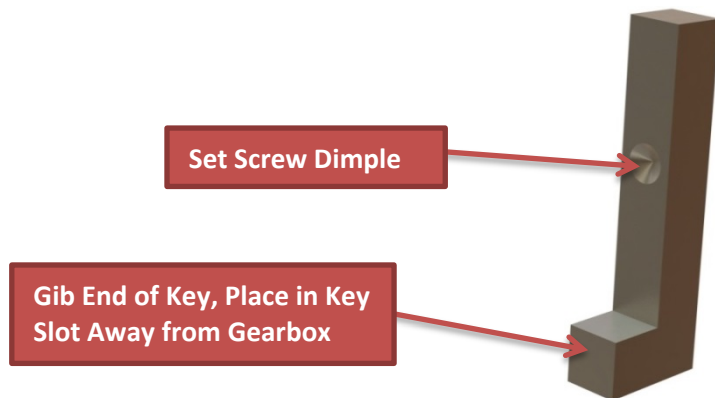 Set Screw Dimple
Gib End of Key, Place in Key
Slot Away from Gearbox